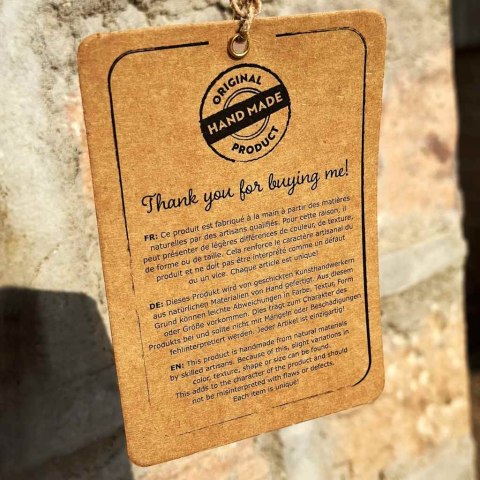 ORIGINAL
HAND MADE
PRODUCT
Thank you for buying me!
FR: Ce produit est fabriqué à la main à partir des matières
naturelles par des artisans qualifiés. Pour cette raison, il
peut présenter de légères différences de couleur, de texture,
de forme ou de taille. Cela renforce le caractère artisanal du
produit et ne doit pas être interprété comme un défaut
ou un vice. Chaque article est unique!
DE: Dieses Produkt wird von geschickten Kunsthandwerkern
aus natürlichen Materialien von Hand gefertigt. Aus diesem
Grund können leichte Abweichungen in Farbe, Textur, Form
oder Größe vorkommen. Dies trägt zum Charakter des
Produkts bei und sollte nicht mit Mängeln oder Beschädigungen
fehlinterpretiert werden. Jeder Artikel ist einzigartig!
EN: This product is handmade from natural materials
by skilled artisans. Because of this, slight variations in
color, texture, shape or size can be found.
This adds to the character of the product and should
not be misinterpreted with flaws or defects.
Each item is unique!